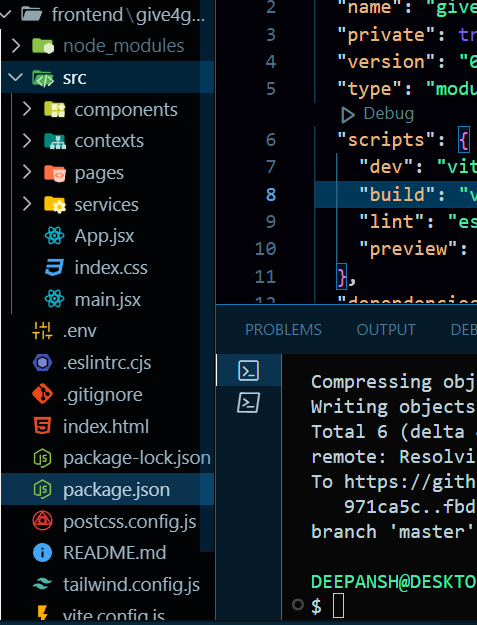 frontend\give4g...
node_modules
src
components
contexts
pages
services
App.jsx
index.css
main.jsx
.env
.eslintrc.cjs
.gitignore
index.html
package-lock.json
package.json
postcss.config.js
README.md
tailwind.config.js
vite.config.js
2 "name": "give
3 "private": tr
4 "version": "0
5 "type": "modu
Debug
6 "scripts": {
7 "dev": "vit
8 "build": "v
9 "lint": "es
10 "preview":
11 },
12 "dependencies
PROBLEMS OUTPUT DEB
Compressing obj
Writing objects
Total 6 (delta
remote: Resolvi
To https://gith
971ca5c..fbd
branch 'master'
DEEPANSH@DESKTO
$